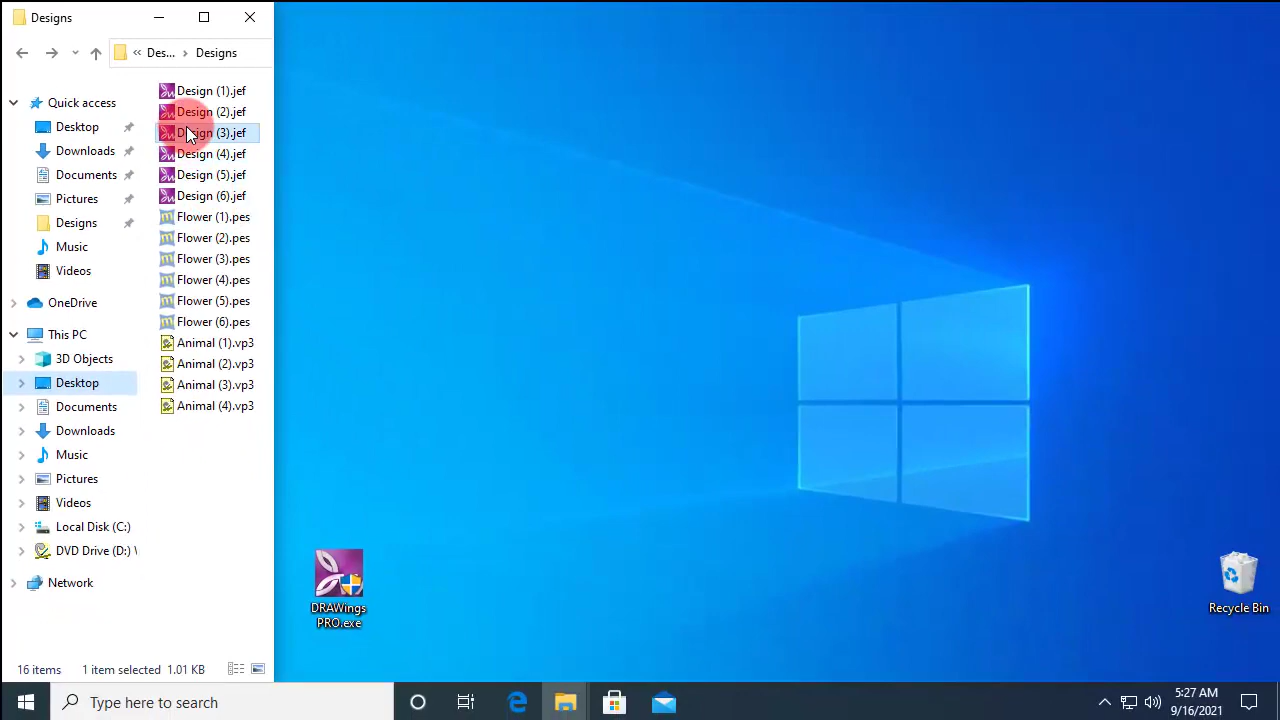 Designs
« Des... › Designs
Quick access
Desktop
Downloads
Documents
Pictures
Designs
Music
Videos
OneDrive
This PC
3D Objects
Desktop
Documents
Downloads
Music
Pictures
Videos
Local Disk (C:)
DVD Drive (D:) \
Network
Design (1).jef
Design (2).jef
Design (3).jef
Design (4).jef
Design (5).jef
Design (6).jef
Flower (1).pes
Flower (2).pes
Flower (3).pes
Flower (4).pes
Flower (5).pes
Flower (6).pes
Animal (1).vp3
Animal (2).vp3
Animal (3).vp3
Animal (4).vp3
16 items 1 item selected 1.01 KB
DRAWings
PRO.exe
Recycle Bin
Type here to search
5:27 AM
9/16/2021